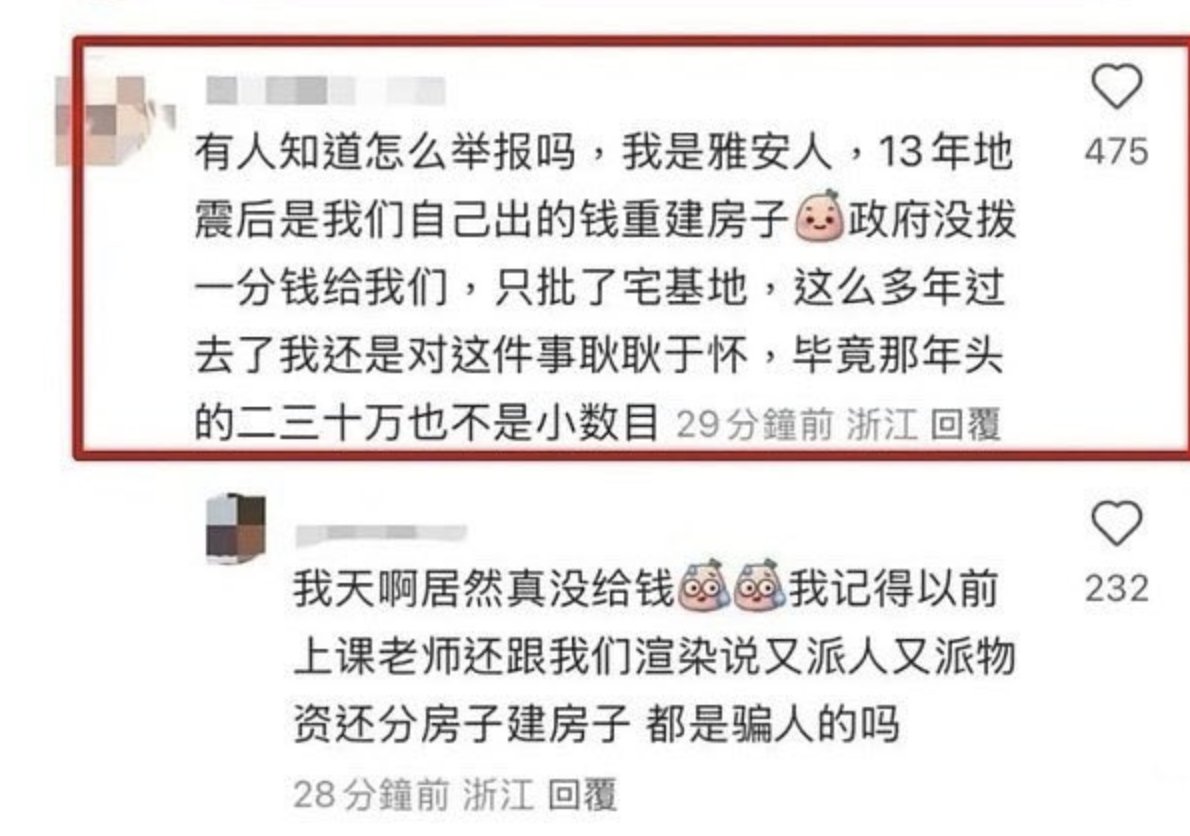 475
有人知道怎么举报吗，我是雅安人，13年地
震后是我们自己出的钱重建房子政府没拨
一分钱给我们，只批了宅基地，这么多年过
去了我还是对这件事耿耿于怀，毕竟那年头
的二三十万也不是小数目 29分鐘前 浙江 回覆
232
我天啊居然真没给钱我记得以前
上课老师还跟我们渲染说又派人又派物
资还分房子建房子 都是骗人的吗
28分鐘前 浙江 回覆